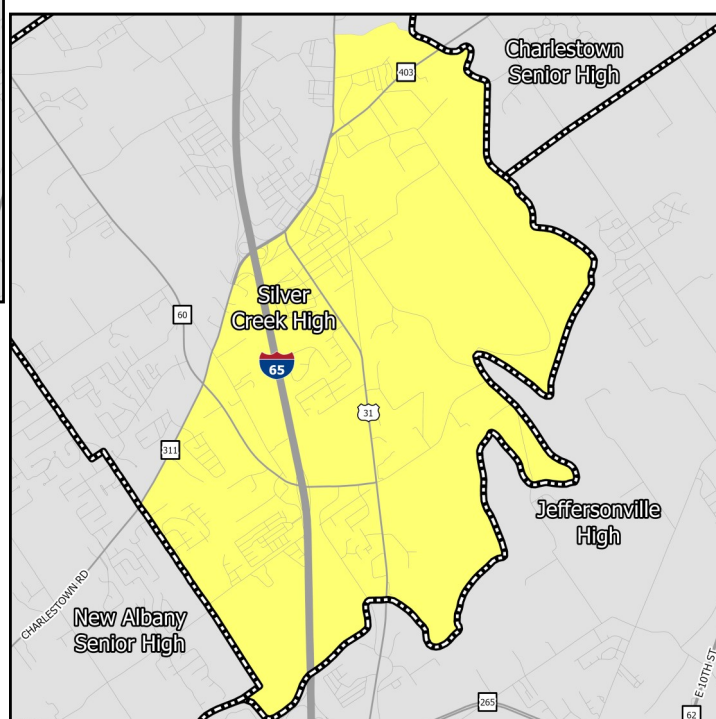 Charlestown
Senior High
403
Silver
Creek High
60
65
31
311
Jeffersonville
High
CHARLESTOWN RD
New Albany
Senior High
265
62
E 10TH ST